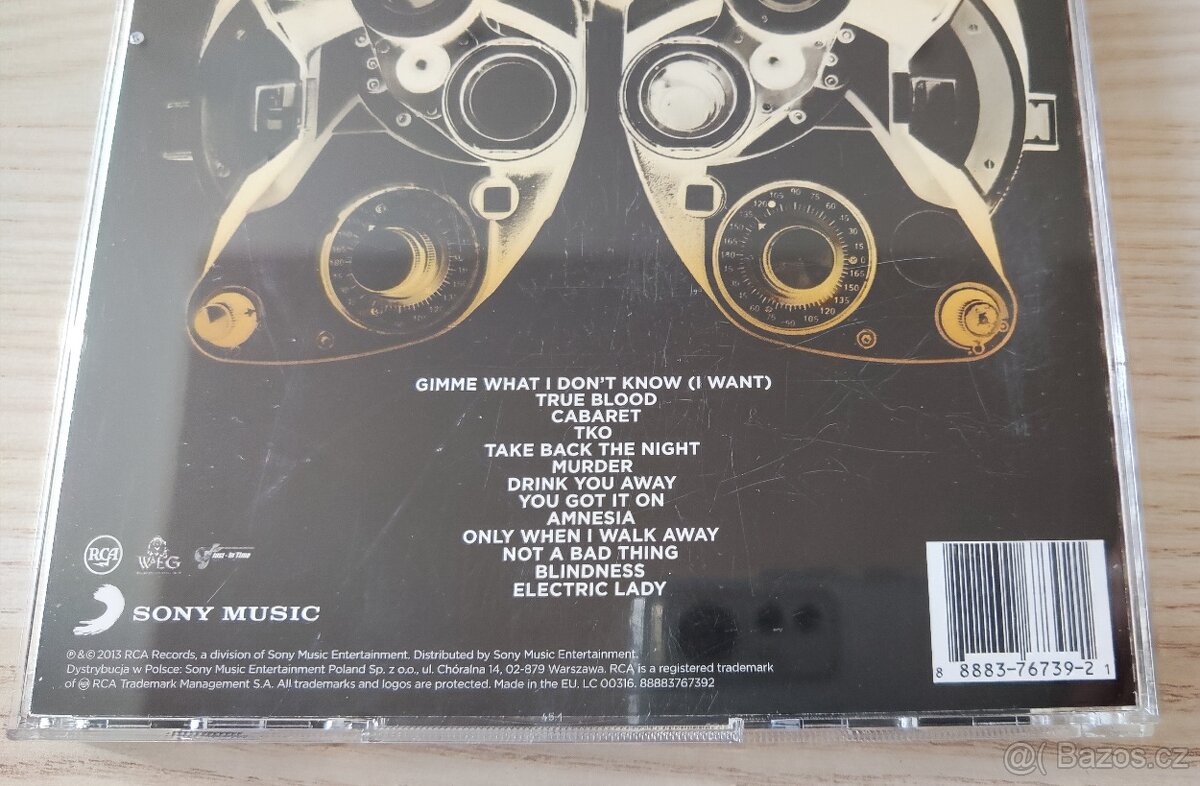 GIMME WHAT I DON'T KNOW (I WANT)
TRUE BLOOD
CABARET
TKO
TAKE BACK THE NIGHT
MURDER
DRINK YOU AWAY
YOU GOT IT ON
AMNESIA
ONLY WHEN I WALK AWAY
NOT A BAD THING
BLINDNESS
ELECTRIC LADY
RCA
WEG
SONY MUSIC
℗ & © 2013 RCA Records, a division of Sony Music Entertainment. Distributed by Sony Music Entertainment.
Dystrybucja w Polsce: Sony Music Entertainment Poland Sp. z o.o., ul. Chóralna 14, 02-879 Warszawa. RCA is a registered trademark
of RCA Trademark Management S.A. All trademarks and logos are protected. Made in the EU. LC 00316. 88883767392
8 8883-76739-2 1
@( Bazos.cz